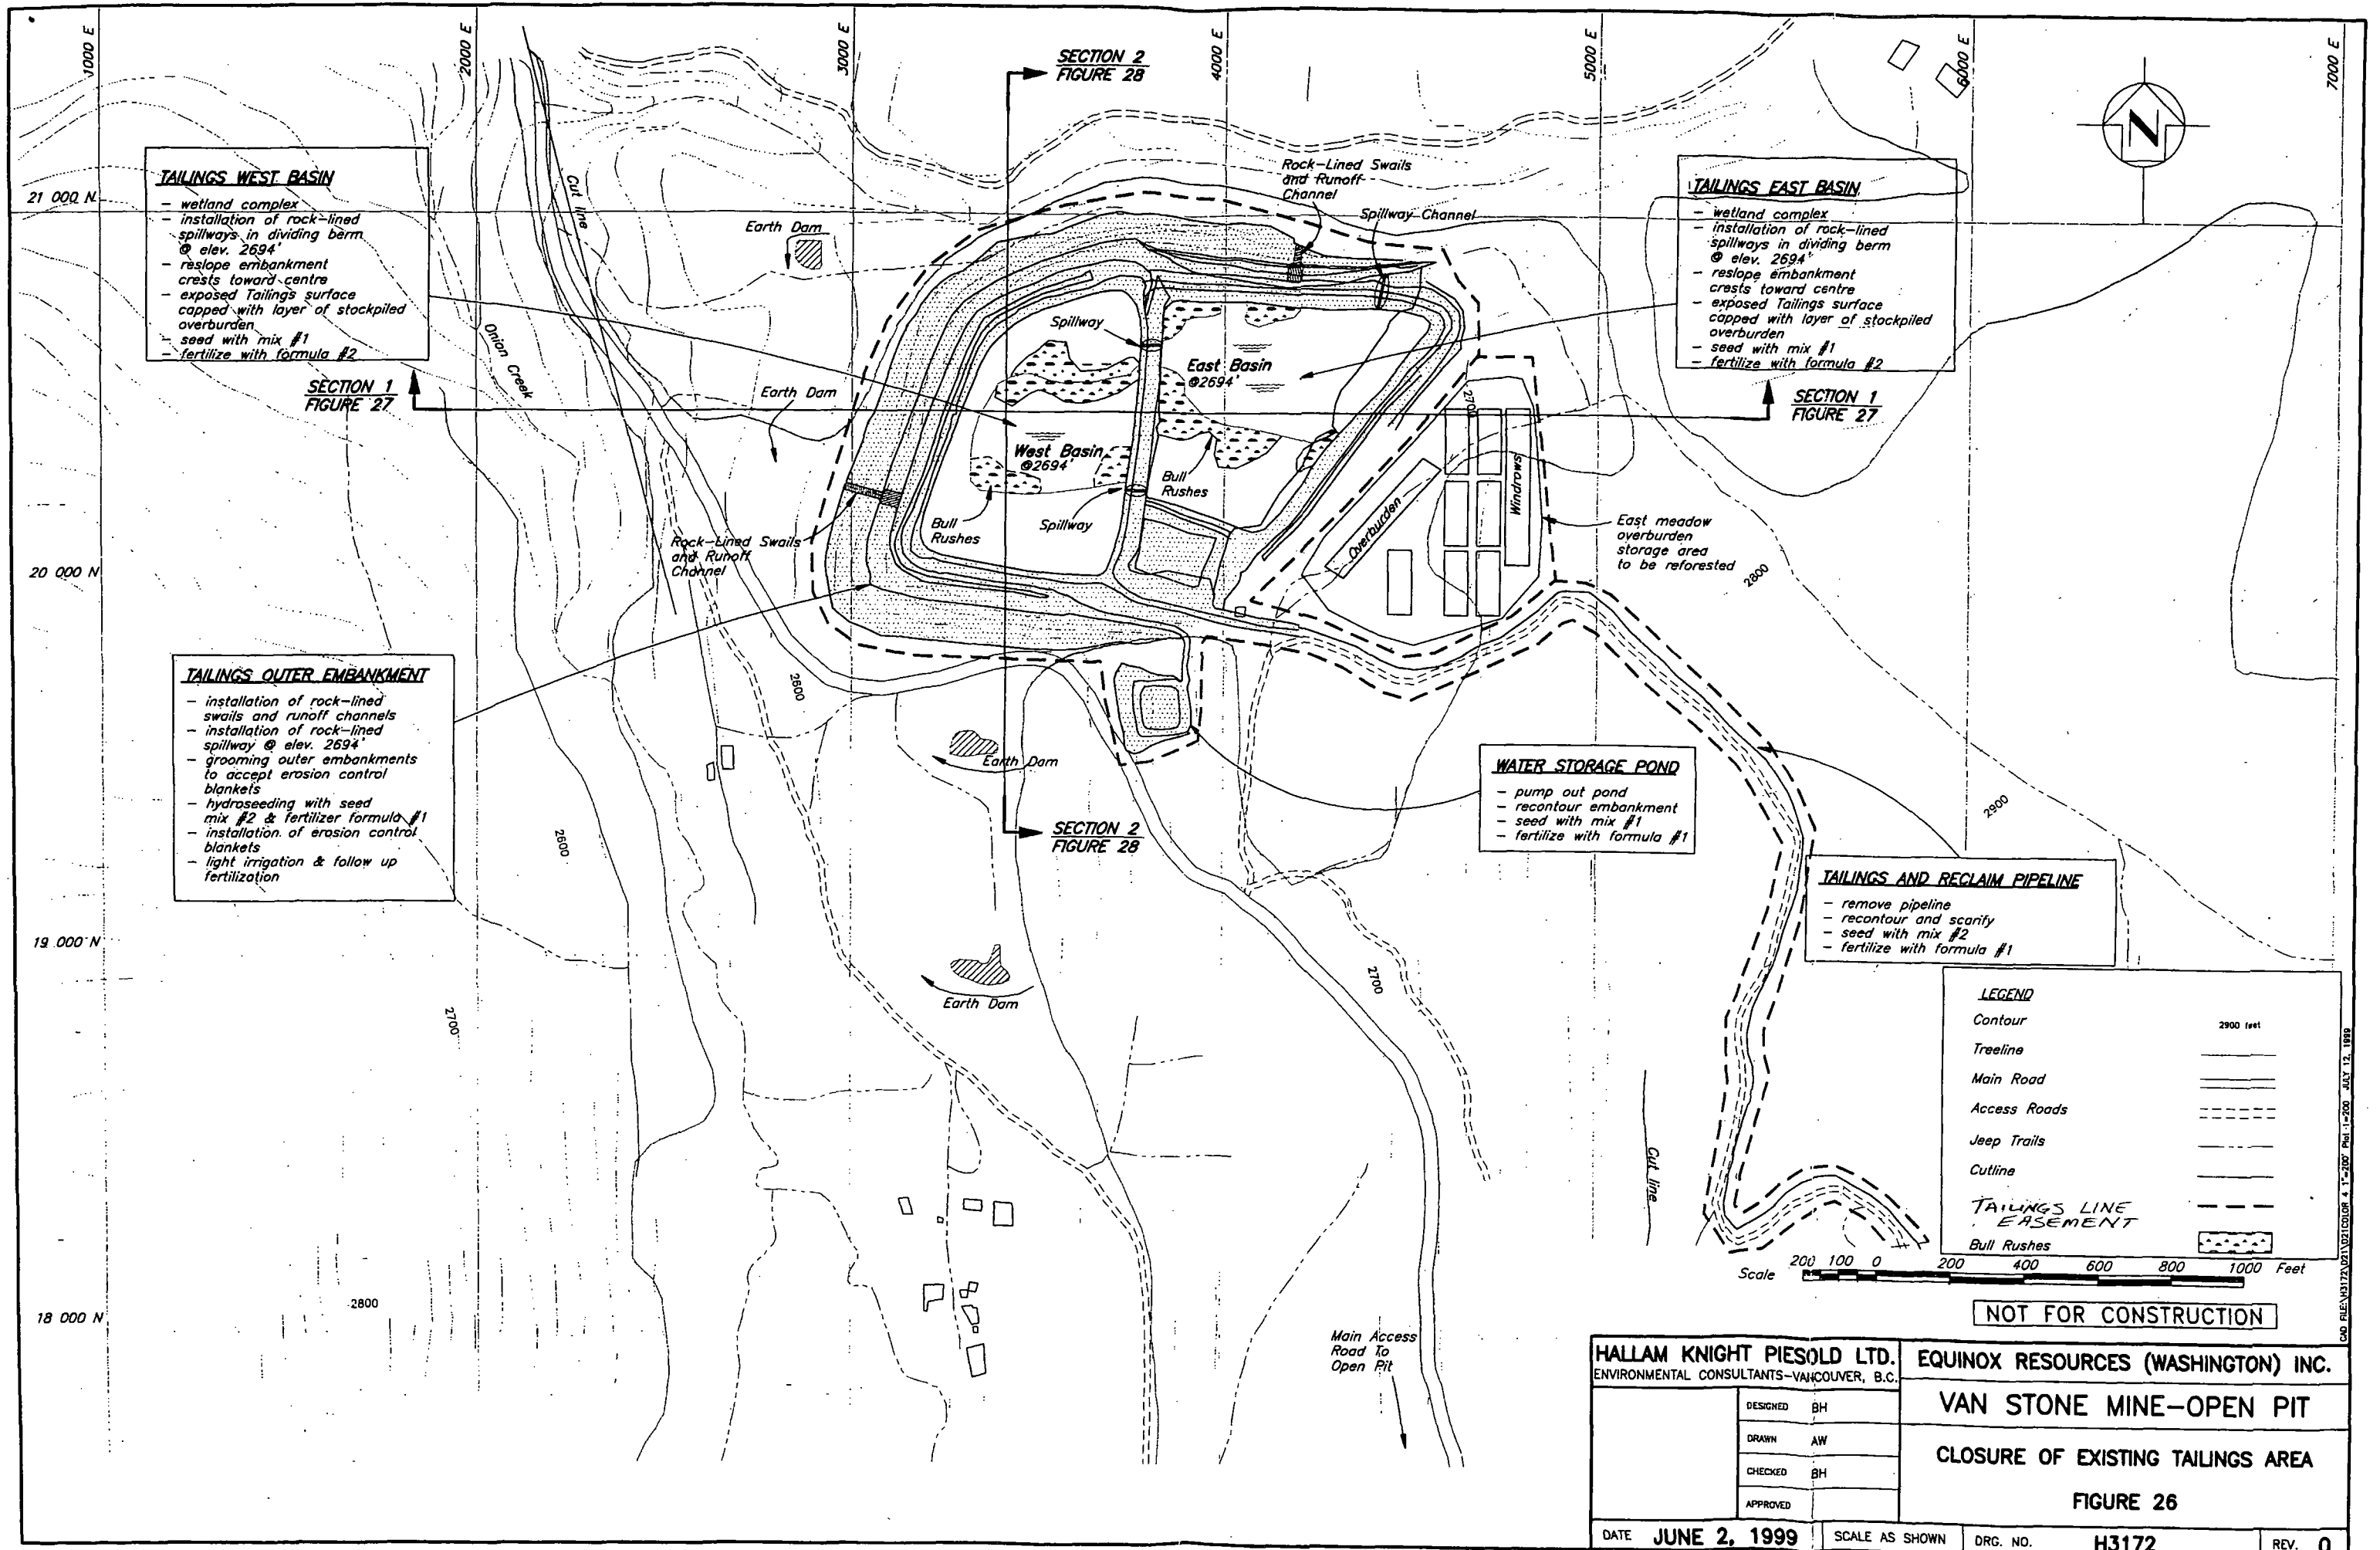 1000 E
2000 E
3000 E
4000 E
5000 E
6000 E
7000 E
SECTION 2
FIGURE 28
N
21 000 N
20 000 N
19 000 N
18 000 N
TAILINGS WEST BASIN
- wetland complex
- installation of rock-lined
spillways in dividing berm
@ elev. 2694'
- reslope embankment
crests toward centre
- exposed Tailings surface
capped with layer of stockpiled
overburden
- seed with mix #1
- fertilize with formula #2
SECTION 1
FIGURE 27
Cut line
Onion Creek
Earth Dam
Earth Dam
Rock-Lined Swails
and Runoff
Channel
Spillway Channel
Spillway
East Basin
@2694'
West Basin
@2694'
Bull
Rushes
Bull
Rushes
Spillway
Rock-Lined Swails
and Runoff
Channel
TAILINGS EAST BASIN
- wetland complex
- installation of rock-lined
spillways in dividing berm
@ elev. 2694'
- reslope embankment
crests toward centre
- exposed Tailings surface
capped with layer of stockpiled
overburden
- seed with mix #1
- fertilize with formula #2
SECTION 1
FIGURE 27
2700
Overburden
Windrows
East meadow
overburden
storage area
to be reforested
2800
TAILINGS OUTER EMBANKMENT
- installation of rock-lined
swails and runoff channels
- installation of rock-lined
spillway @ elev. 2694'
- grooming outer embankments
to accept erosion control
blankets
- hydroseeding with seed
mix #2 & fertilizer formula #1
- installation of erosion control
blankets
- light irrigation & follow up
fertilization
2600
2600
Earth Dam
SECTION 2
FIGURE 28
WATER STORAGE POND
- pump out pond
- recontour embankment
- seed with mix #1
- fertilize with formula #1
2900
TAILINGS AND RECLAIM PIPELINE
- remove pipeline
- recontour and scarify
- seed with mix #2
- fertilize with formula #1
Earth Dam
2700
2700
2800
Cut line
Main Access
Road To
Open Pit
LEGEND
Contour 2900 feet
Treeline
Main Road
Access Roads
Jeep Trails
Cutline
TAILINGS LINE
EASEMENT
Bull Rushes
Scale 200 100 0 200 400 600 800 1000 Feet
NOT FOR CONSTRUCTION
HALLAM KNIGHT PIESOLD LTD.
ENVIRONMENTAL CONSULTANTS-VANCOUVER, B.C.
DESIGNED BH
DRAWN AW
CHECKED BH
APPROVED
EQUINOX RESOURCES (WASHINGTON) INC.
VAN STONE MINE-OPEN PIT
CLOSURE OF EXISTING TAILINGS AREA
FIGURE 26
DATE JUNE 2, 1999
SCALE AS SHOWN
DRG. NO. H3172
REV. 0